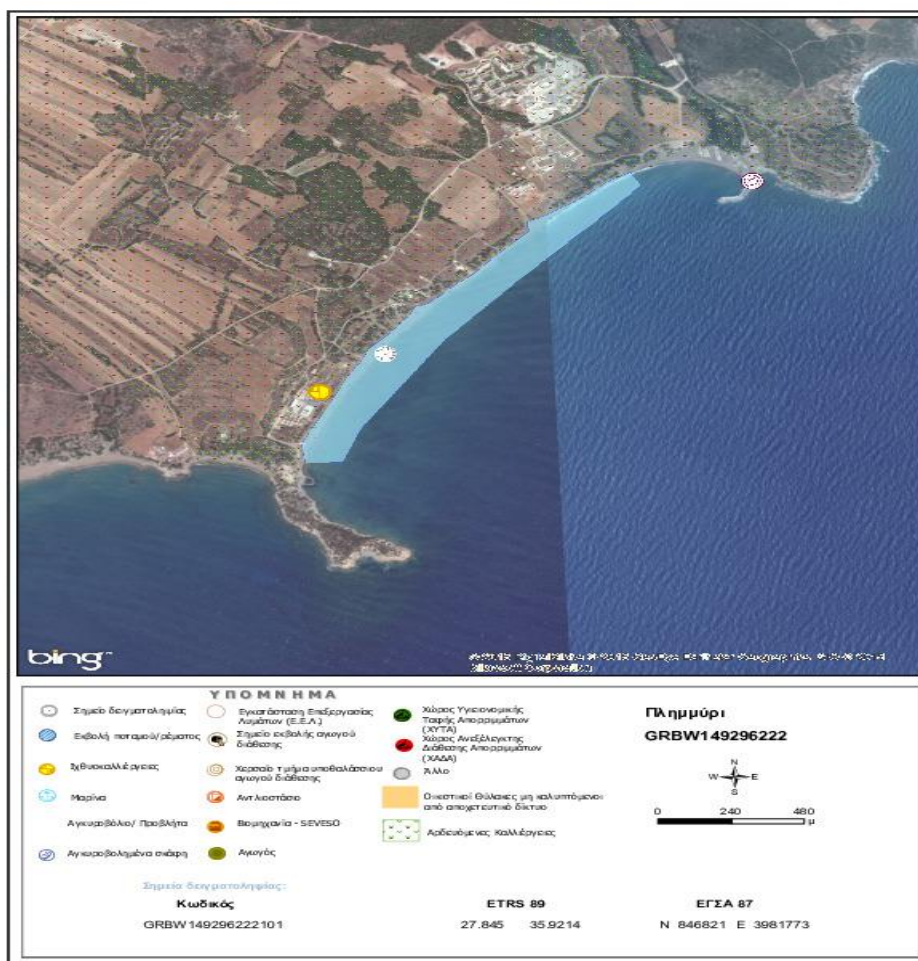 bing™
ΥΠΟΜΝΗΜΑ
Σημείο δειγματοληψίας
Εκβολή ποταμού/ρέματος
Ιχθυοκαλλιέργειες
Μαρίνα
Αγκυροβόλιο/ Προβλήτα
Αγκυροβολημένα σκάφη
Εγκατάσταση Επεξεργασίας
Λυμάτων (Ε.Ε.Λ.)
Σημείο εκβολής αγωγού
διάθεσης
Χερσαίο τμήμα υποθαλάσσιου
αγωγού διάθεσης
Αντλιοστάσιο
Βιομηχανία - SEVESO
Αγωγός
Χώρος Υγειονομικής
Ταφής Απορριμμάτων
(ΧΥΤΑ)
Χώρος Ανεξέλεγκτης
Διάθεσης Απορριμμάτων
(ΧΑΔΑ)
Άλλο
Οικιστικοί Θύλακες μη καλυπτόμενοι
από αποχετευτικό δίκτυο
Αρδευόμενες Καλλιέργειες
Πλημμύρι
GRBW149296222
N
W E
S
0 240 480
μ
Σημεία δειγματοληψίας:
Κωδικός ETRS 89 ΕΓΣΑ 87
GRBW149296222101 27.845 35.9214 N 846821 E 3981773